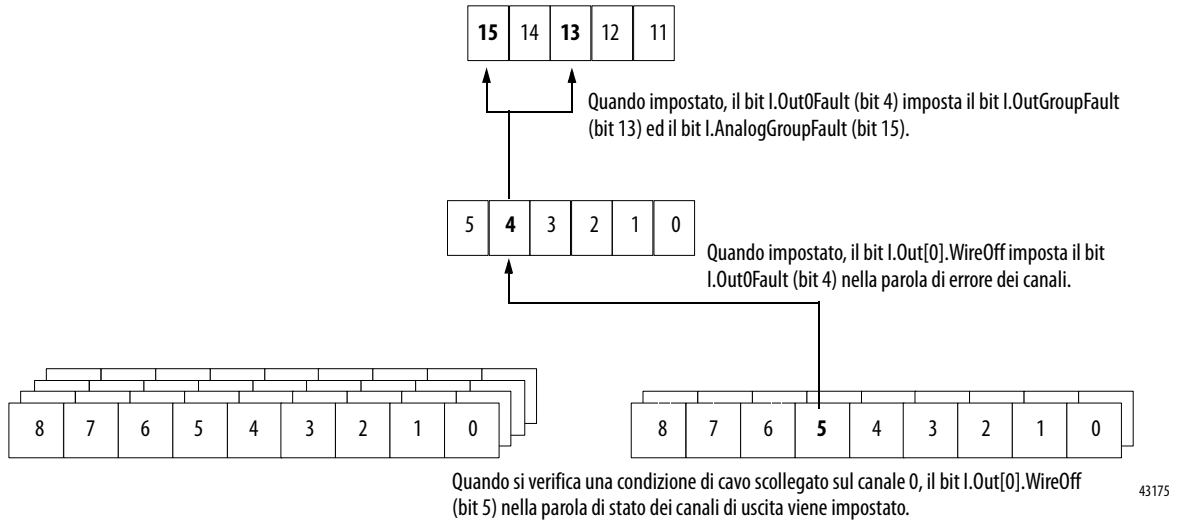 15 14 13 12 11
Quando impostato, il bit I.Out0Fault (bit 4) imposta il bit I.OutGroupFault
(bit 13) ed il bit I.AnalogGroupFault (bit 15).
5 4 3 2 1 0
Quando impostato, il bit I.Out[0].WireOff imposta il bit
I.Out0Fault (bit 4) nella parola di errore dei canali.
8 7 6 5 4 3 2 1 0
8 7 6 5 4 3 2 1 0
Quando si verifica una condizione di cavo scollegato sul canale 0, il bit I.Out[0].WireOff
(bit 5) nella parola di stato dei canali di uscita viene impostato.
43175